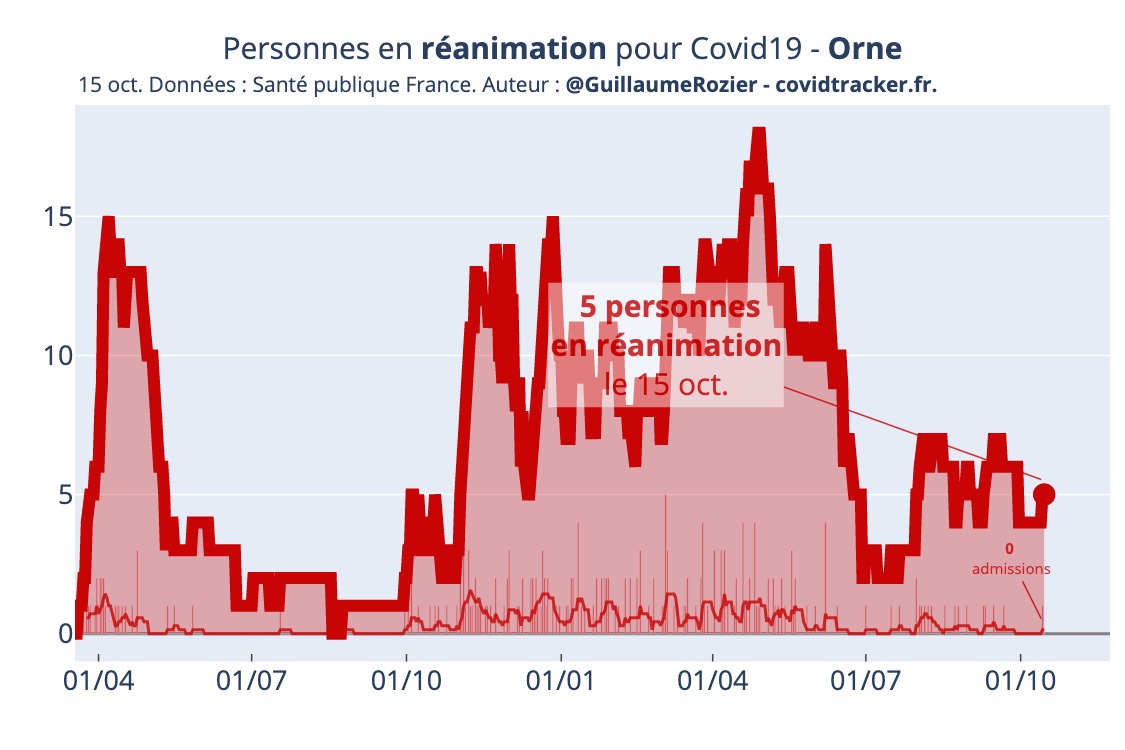 Personnes en réanimation pour Covid19 - Orne
15 oct. Données : Santé publique France. Auteur : @GuillaumeRozier - covidtracker.fr.
15
10
5
0
5 personnes
en réanimation
le 15 oct.
0
admissions
01/04 01/07 01/10 01/01 01/04 01/07 01/10